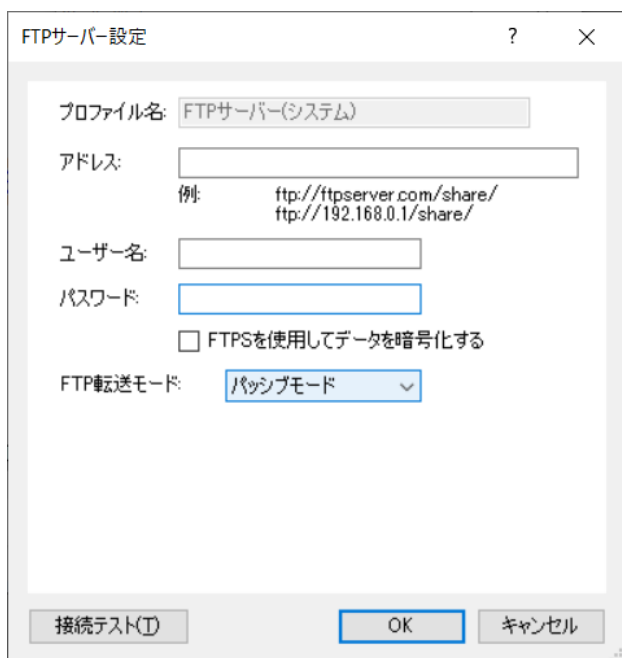 FTPサーバー設定 ?
プロファイル名: FTPサーバー(システム)
アドレス:
例: ftp://ftpserver.com/share/
ftp://192.168.0.1/share/
ユーザー名:
パスワード:
FTPSを使用してデータを暗号化する
FTP転送モード: パッシブモード
接続テスト(T) OK キャンセル